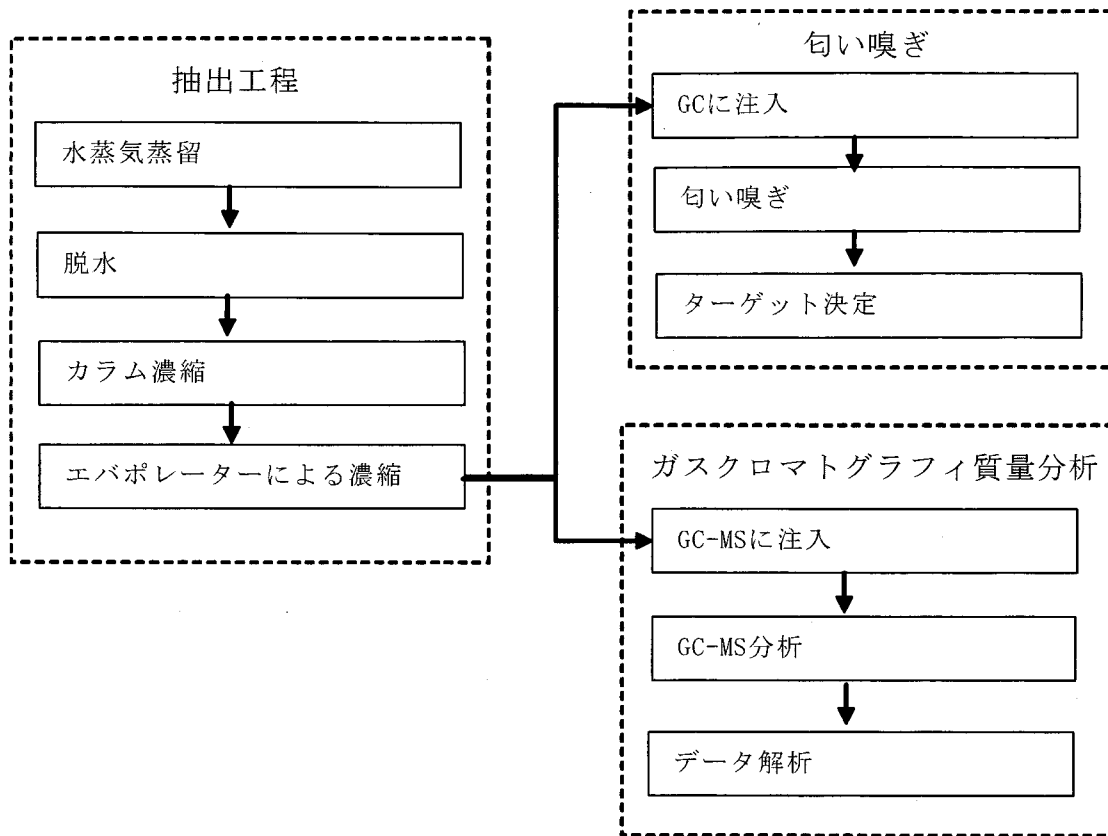 抽出工程
水蒸気蒸留
脱水
カラム濃縮
エバポレーターによる濃縮
匂い嗅ぎ
GCに注入
匂い嗅ぎ
ターゲット決定
ガスクロマトグラフィ質量分析
GC-MSに注入
GC-MS分析
データ解析